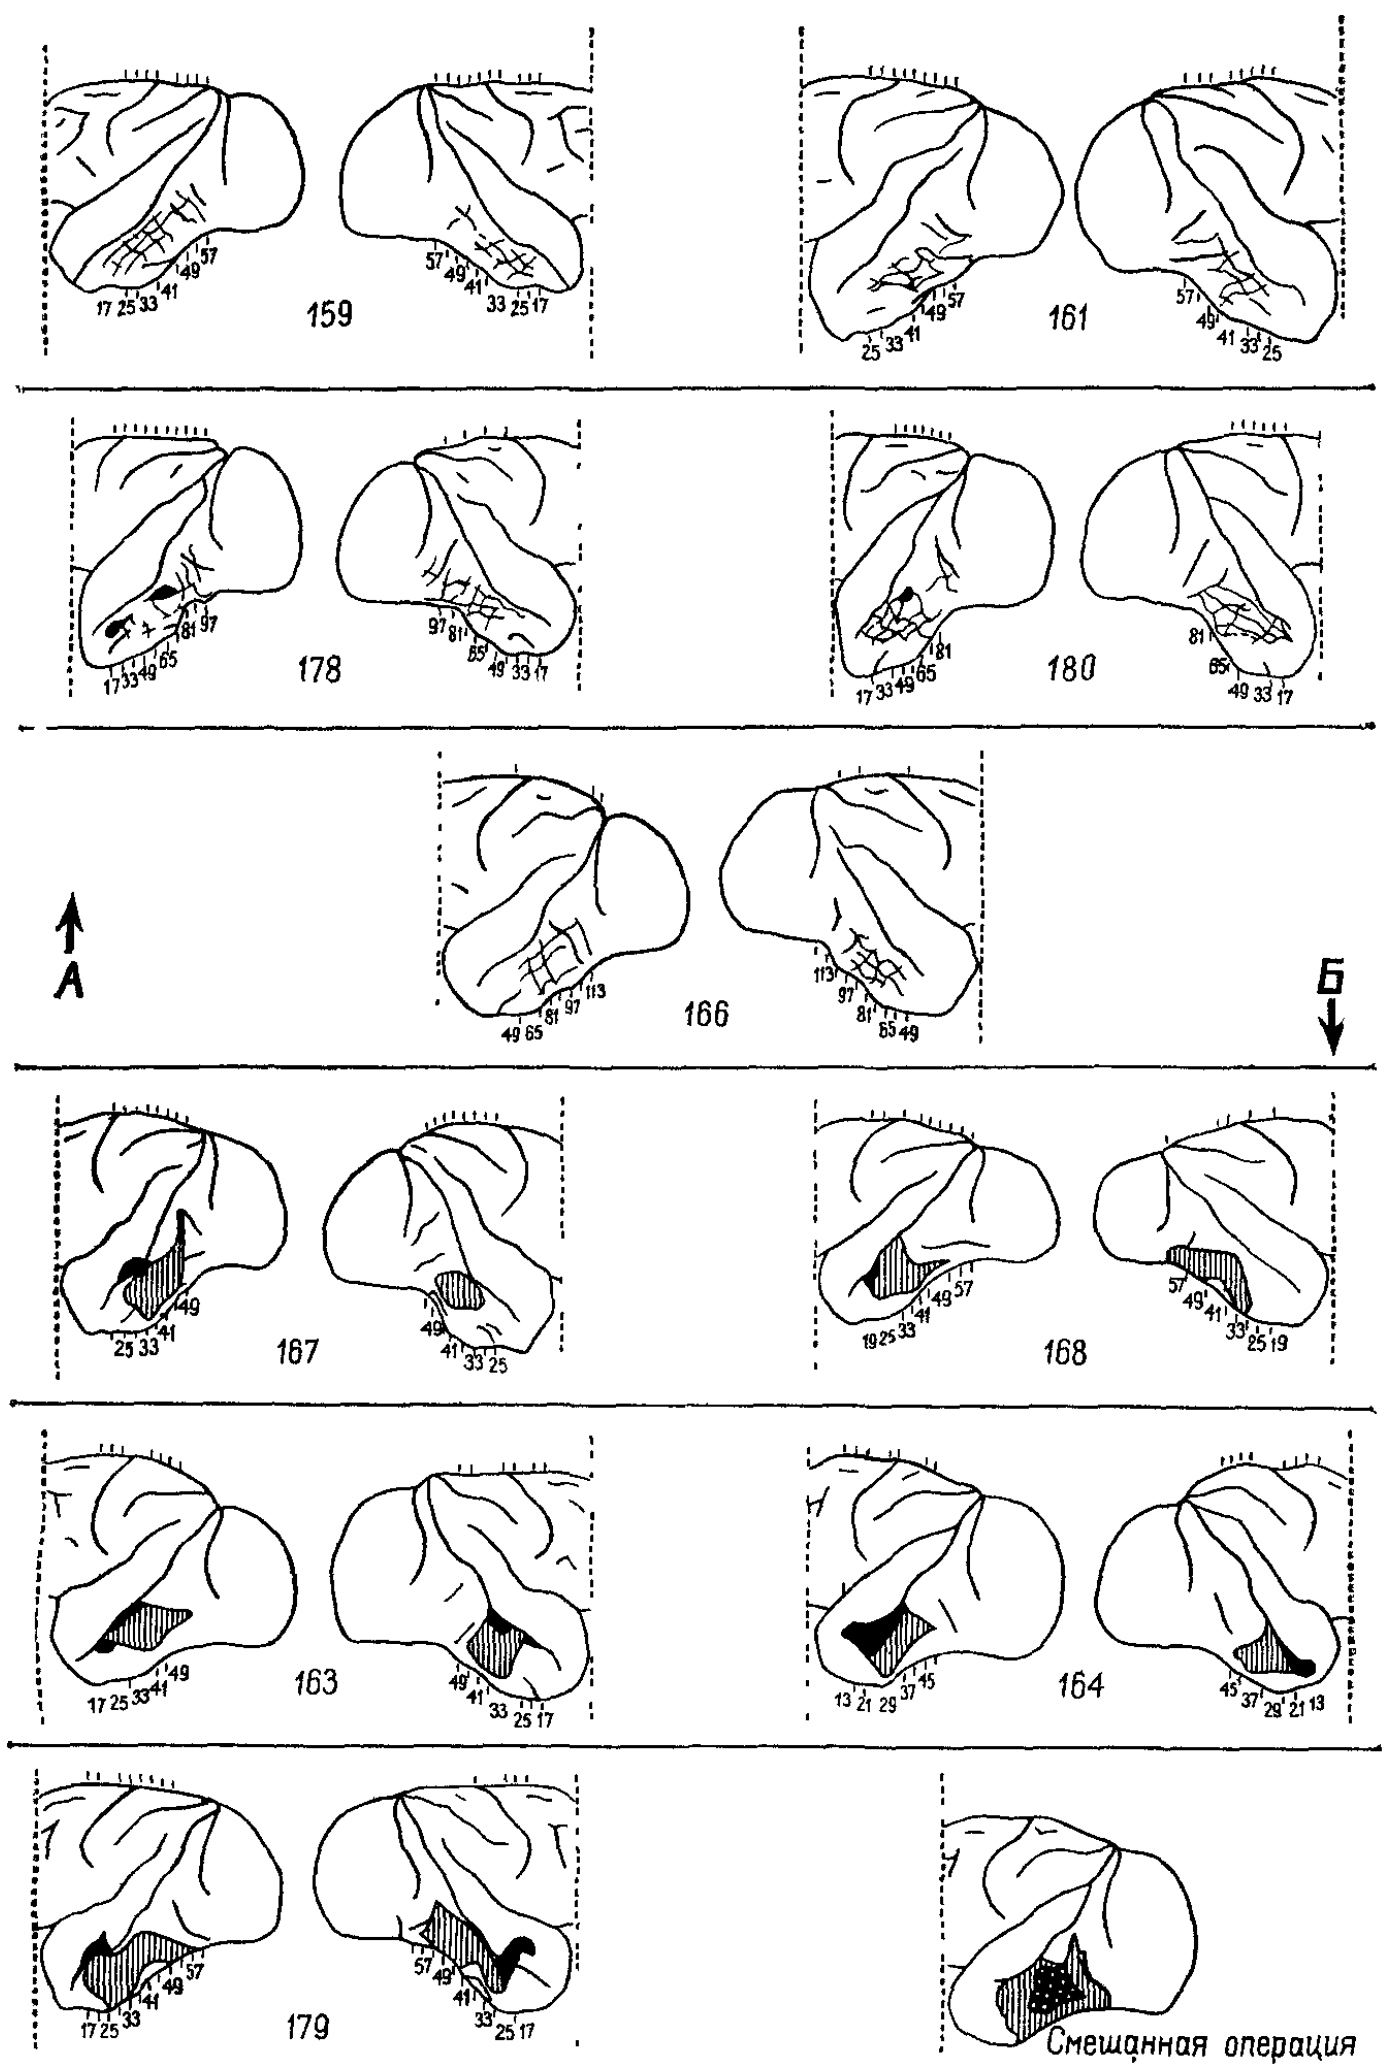 17 25 33 41 49 57
159
57 49 41 33 25 17
25 33 41 49 57
161
57 49 41 33 25
17 33 49 65 81 97
178
97 81 65 49 33 17
17 33 49 65 81
180
81 65 49 33 17
А
49 65 81 97 113
166
113 97 81 65 49
Б
25 33 41 49
167
49 41 33 25
19 25 33 41 49 57
168
57 49 41 33 25 19
17 25 33 41 49
163
49 41 33 25 17
13 21 29 37 45
164
45 37 29 21 13
17 25 33 41 49 57
179
57 49 41 33 25 17
Смешанная операция